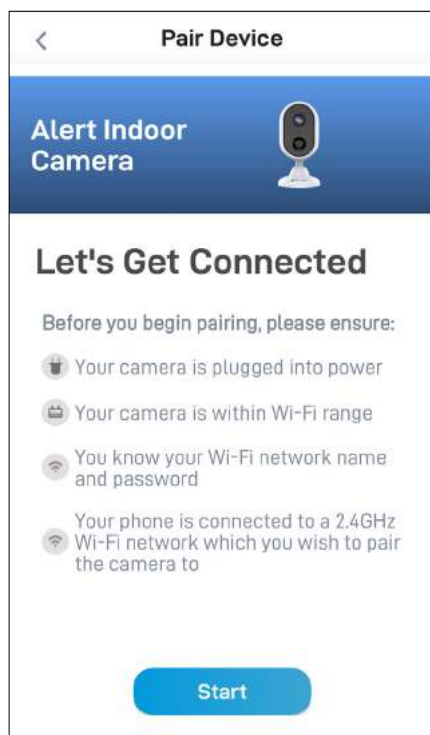 Pair Device
Alert Indoor
Camera
Let's Get Connected
Before you begin pairing, please ensure:
Your camera is plugged into power
Your camera is within Wi-Fi range
You know your Wi-Fi network name
and password
Your phone is connected to a 2.4GHz
Wi-Fi network which you wish to pair
the camera to
Start